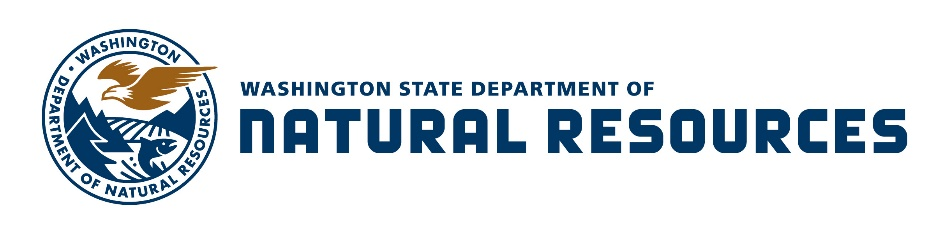 WASHINGTON
DEPARTMENT OF NATURAL RESOURCES
WASHINGTON STATE DEPARTMENT OF
NATURAL RESOURCES